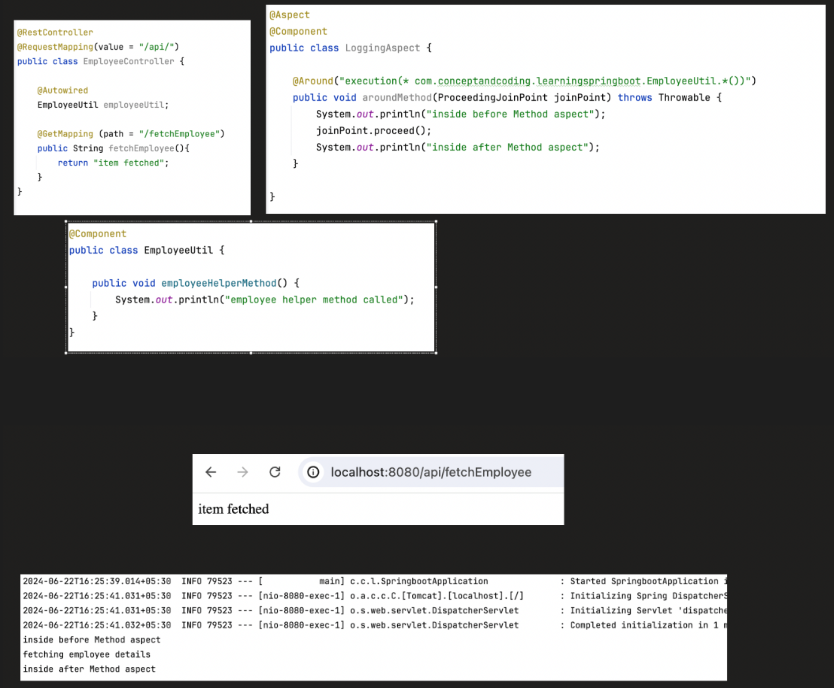 @RestController
@RequestMapping(value = "/api/")
public class EmployeeController {
@Autowired
EmployeeUtil employeeUtil;
@GetMapping (path = "/fetchEmployee")
public String fetchEmployee(){
return "item fetched";
}
}
@Aspect
@Component
public class LoggingAspect {
@Around("execution(* com.conceptandcoding.learningspringboot.EmployeeUtil.*())")
public void aroundMethod(ProceedingJoinPoint joinPoint) throws Throwable {
System.out.println("inside before Method aspect");
joinPoint.proceed();
System.out.println("inside after Method aspect");
}
}
@Component
public class EmployeeUtil {
public void employeeHelperMethod() {
System.out.println("employee helper method called");
}
}
localhost:8080/api/fetchEmployee
item fetched
2024-06-22T16:25:39.014+05:30 INFO 79523 --- [ main] c.c.l.SpringbootApplication : Started SpringbootApplication
2024-06-22T16:25:41.031+05:30 INFO 79523 --- [nio-8080-exec-1] o.a.c.c.C.[Tomcat].[localhost].[/] : Initializing Spring Dispatcher
2024-06-22T16:25:41.031+05:30 INFO 79523 --- [nio-8080-exec-1] o.s.web.servlet.DispatcherServlet : Initializing Servlet 'dispatche
2024-06-22T16:25:41.032+05:30 INFO 79523 --- [nio-8080-exec-1] o.s.web.servlet.DispatcherServlet : Completed initialization in 1 m
inside before Method aspect
fetching employee details
inside after Method aspect